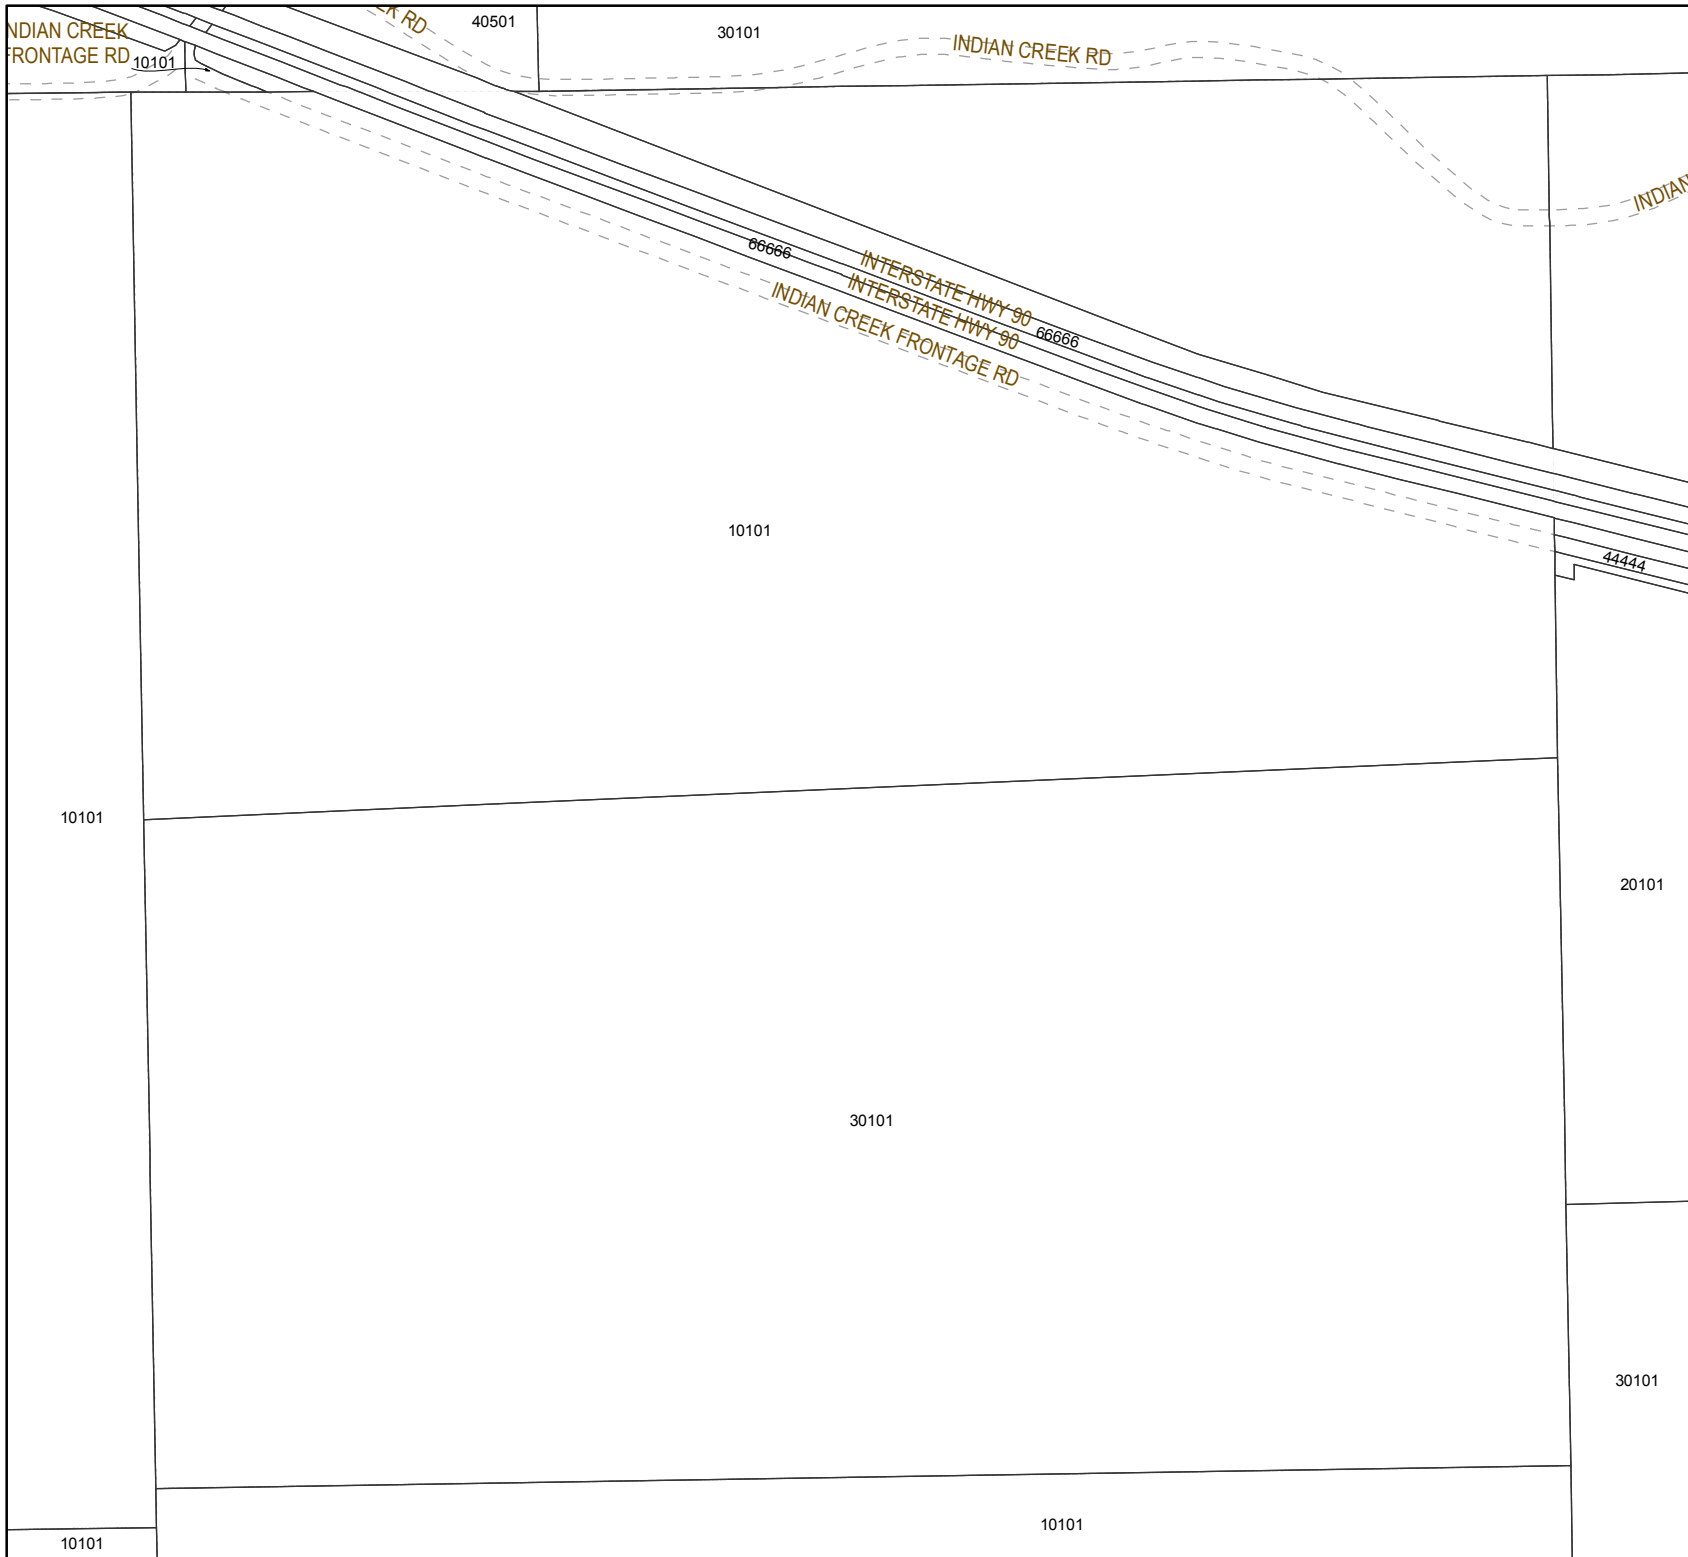 EK RD
40501
30101
NDIAN CREEK
FRONTAGE RD
10101
INDIAN CREEK RD
INDIAN
66666
INTERSTATE HWY 90
INTERSTATE HWY 90
66666
INDIAN CREEK FRONTAGE RD
10101
44444
10101
20101
30101
30101
10101
10101